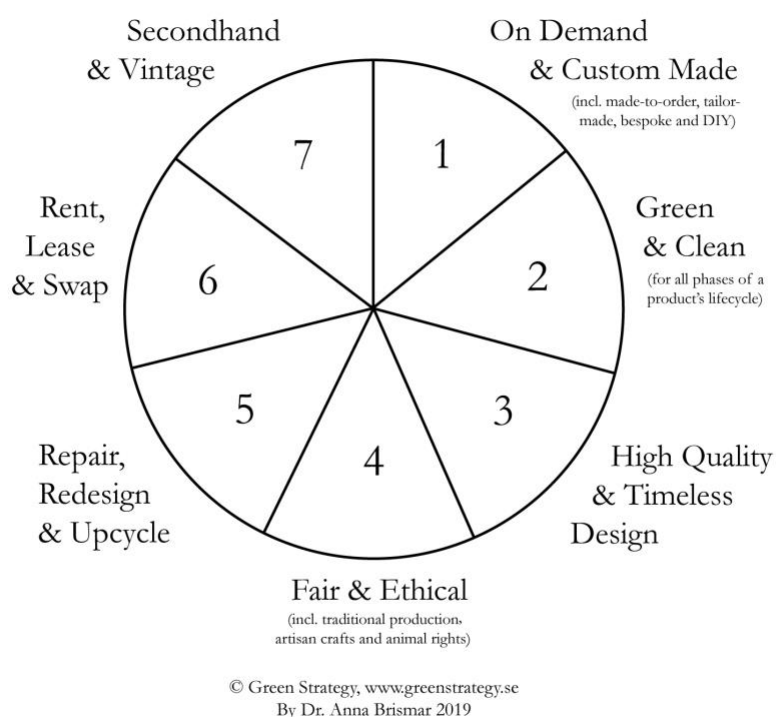 Secondhand
& Vintage
On Demand
& Custom Made
(incl. made-to-order, tailor-
made, bespoke and DIY)
7
1
Rent,
Lease
& Swap
6
2
Green
& Clean
(for all phases of a
product's lifecycle)
5
3
4
Repair,
Redesign
& Upcycle
High Quality
& Timeless
Design
Fair & Ethical
(incl. traditional production,
artisan crafts and animal rights)
© Green Strategy, www.greenstrategy.se
By Dr. Anna Brismar 2019